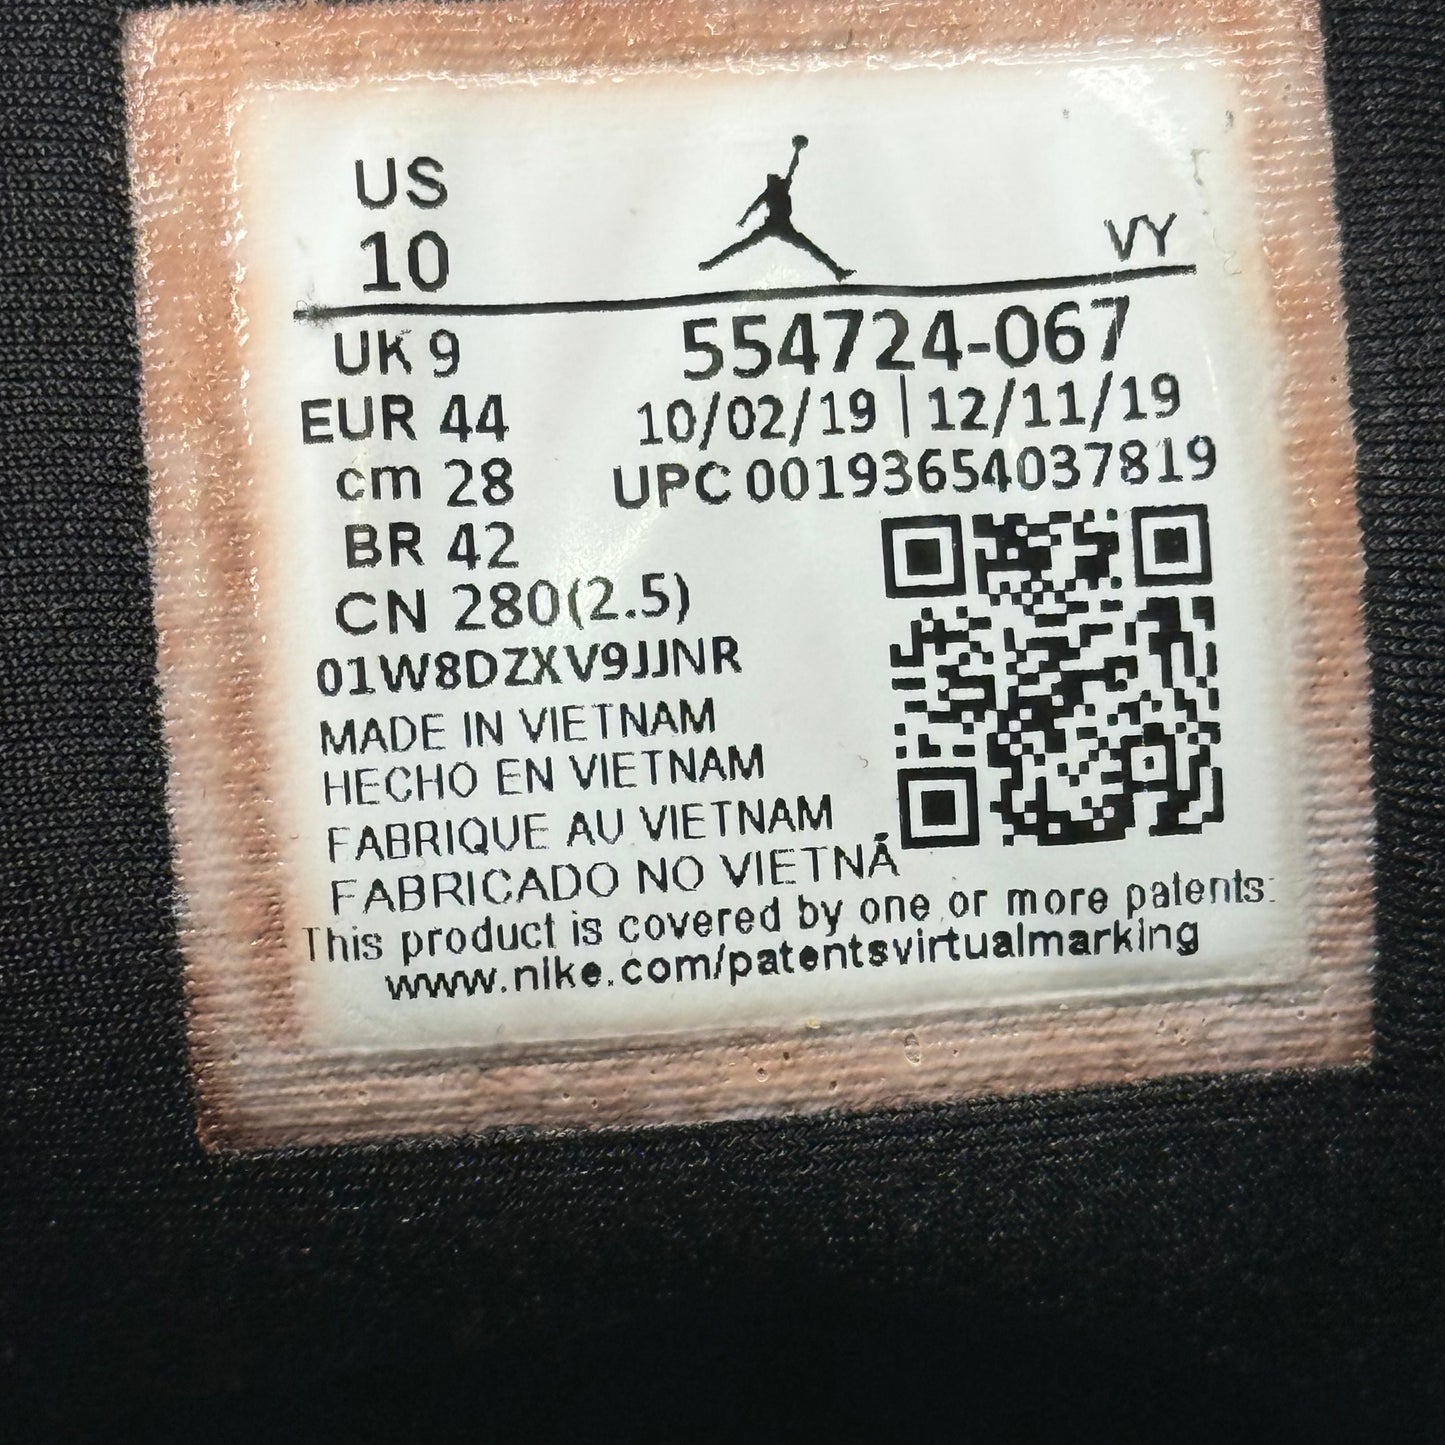 US
10
VY
UK 9
EUR 44
cm 28
BR 42
CN 280(2.5)
554724-067
10/02/19 | 12/11/19
UPC 00193654037819
01W8DZXV9JJNR
MADE IN VIETNAM
HECHO EN VIETNAM
FABRIQUE AU VIETNAM
FABRICADO NO VIETNÃ
This product is covered by one or more patents:
www.nike.com/patentsvirtualmarking